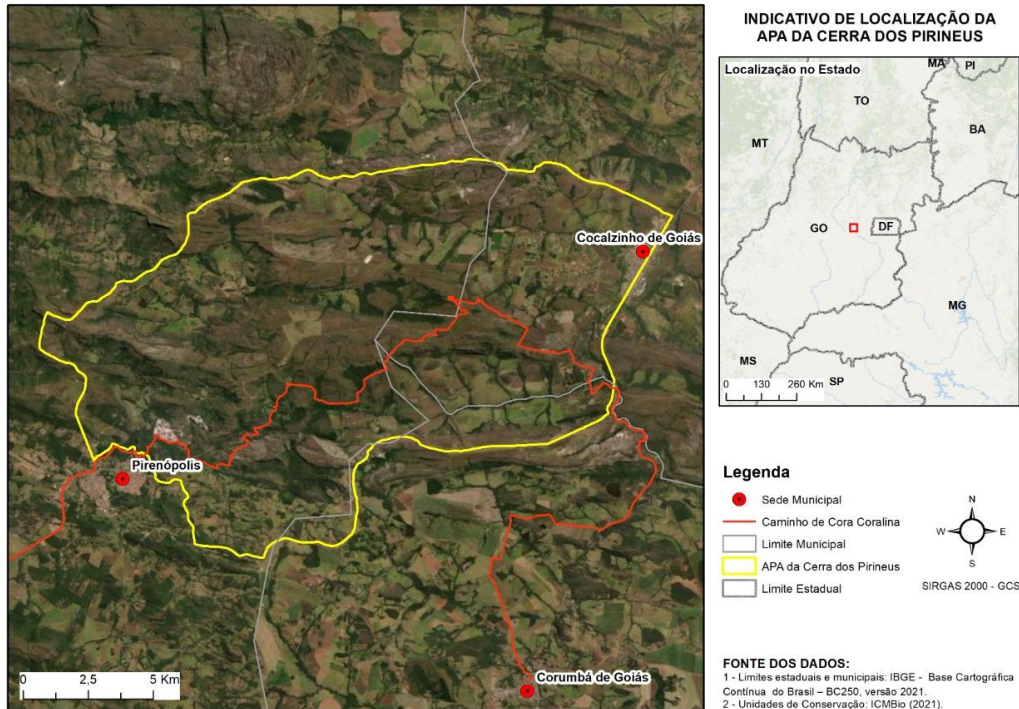 INDICATIVO DE LOCALIZAÇÃO DA
APA DA CERRA DOS PIRINEUS
Localização no Estado
MA
PI
TO
BA
MT
GO
DF
MG
MS
SP
0 130 260 Km
Cocalzinho de Goiás
Pirenópolis
Corumbá de Goiás
0 2,5 5 Km
Legenda
Sede Municipal
Caminho de Cora Coralina
Limite Municipal
APA da Cerra dos Pirineus
Limite Estadual
N
W E
S
SIRGAS 2000 - GCS
FONTE DOS DADOS:
1 - Limites estaduais e municipais: IBGE - Base Cartográfica
Contínua do Brasil – BC250, versão 2021.
2 - Unidades de Conservação: ICMBio (2021).